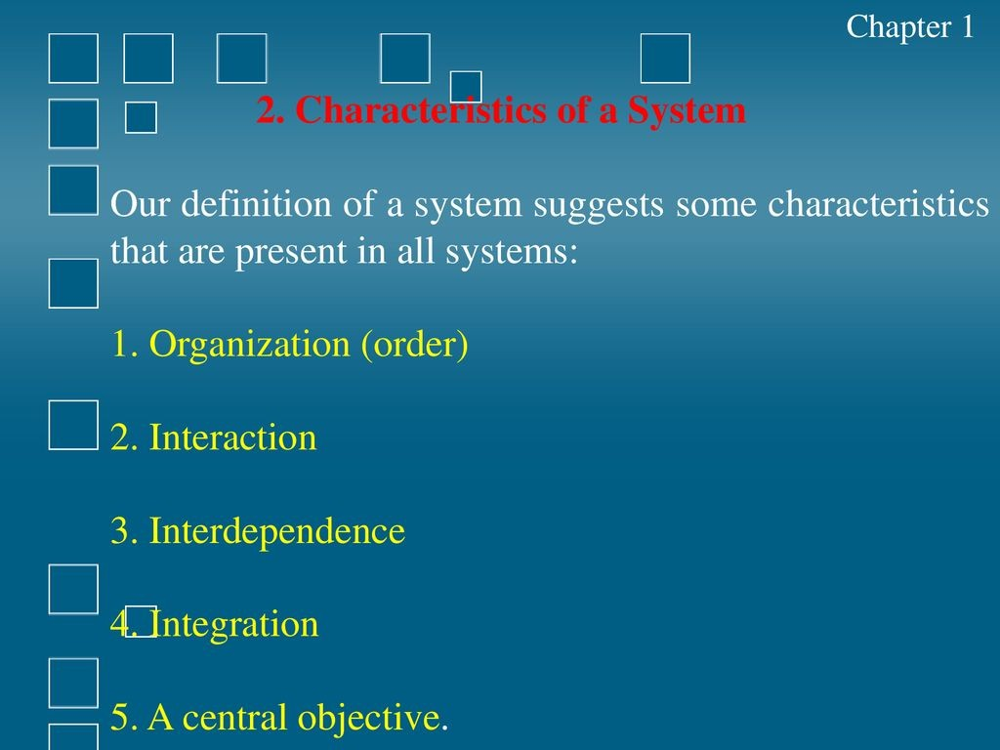 Chapter 1
2. Characteristics of a System
Our definition of a system suggests some characteristics
that are present in all systems:
1. Organization (order)
2. Interaction
3. Interdependence
4. Integration
5. A central objective.